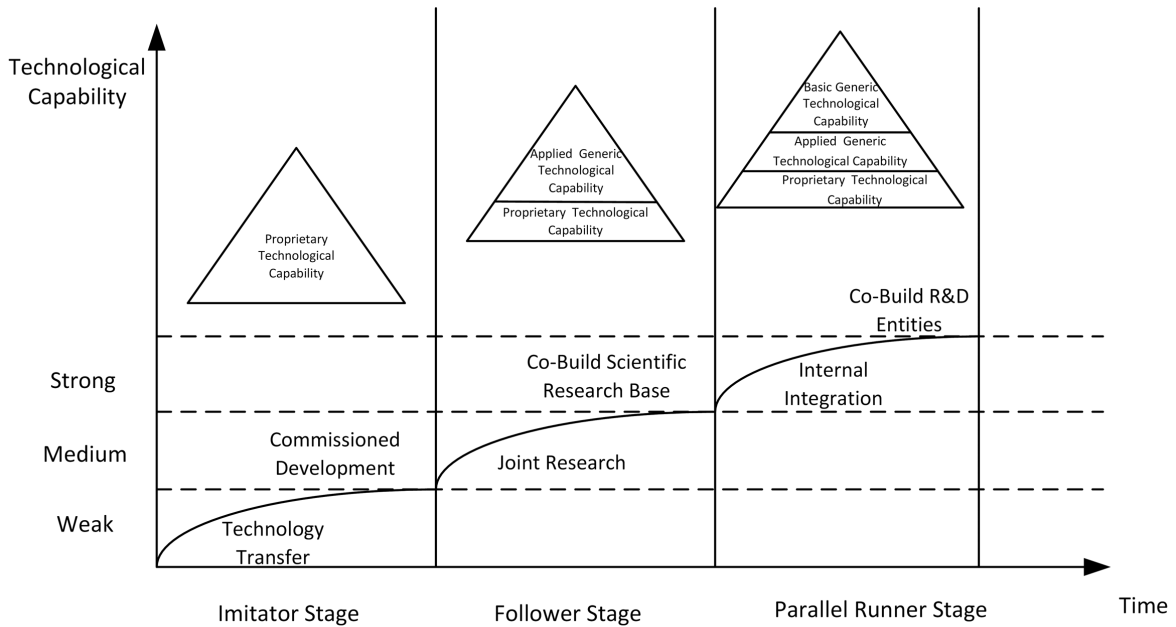 Technological
Capability
Basic Generic
Technological
Capability
Applied Generic
Technological Capability
Proprietary Technological
Capability
Applied Generic
Technological
Capability
Proprietary Technological
Capability
Proprietary
Technological
Capability
Co-Build R&D
Entities
Strong
Co-Build Scientific
Research Base
Internal
Integration
Medium
Commissioned
Development
Joint Research
Weak
Technology
Transfer
Imitator Stage
Follower Stage
Parallel Runner Stage
Time